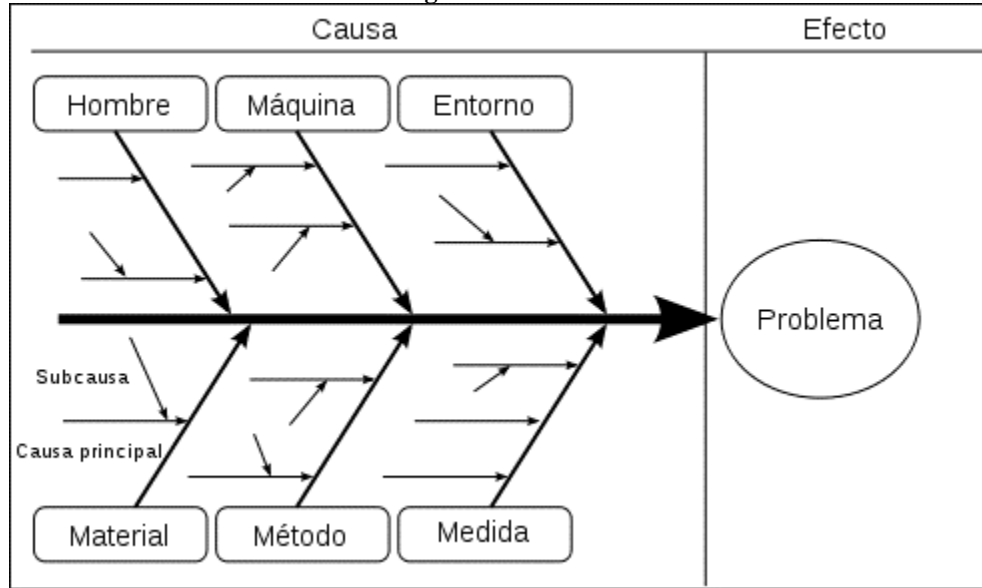 Causa
Efecto
Hombre
Máquina
Entorno
Problema
Subcausa
Causa principal
Material
Método
Medida